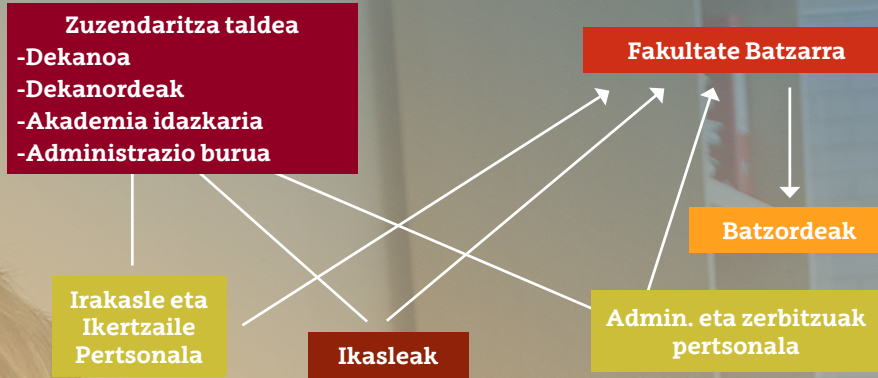 Zuzendaritza taldea
-Dekanoa
-Dekanordeak
-Akademia idazkaria
-Administrazio burua
Fakultate Batzarra
Batzordeak
Irakasle eta
Ikertzaile
Pertsonala
Ikasleak
Admin. eta zerbitzuak
pertsonala